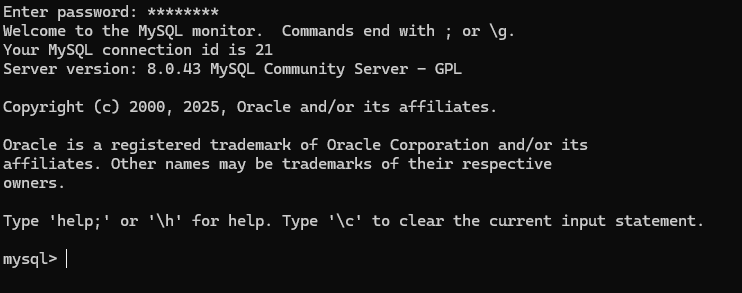 Enter password: ********
Welcome to the MySQL monitor.  Commands end with ; or \g.
Your MySQL connection id is 21
Server version: 8.0.43 MySQL Community Server - GPL

Copyright (c) 2000, 2025, Oracle and/or its affiliates.

Oracle is a registered trademark of Oracle Corporation and/or its
affiliates. Other names may be trademarks of their respective
owners.

Type 'help;' or '\h' for help. Type '\c' to clear the current input statement.

mysql>